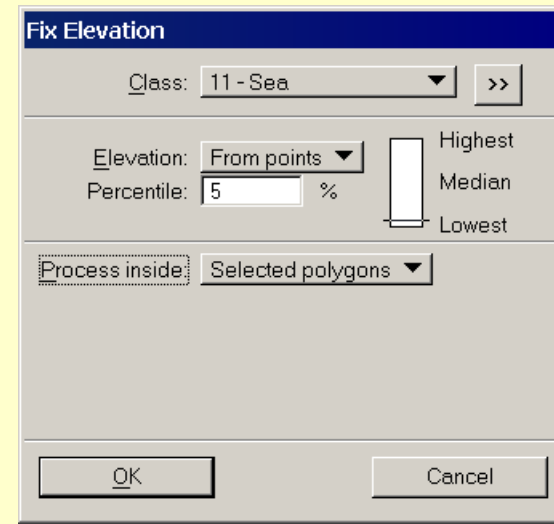 Fix Elevation
Class: 11 - Sea >>
Elevation: From points
Percentile: 5 %
Highest
Median
Lowest
Process inside: Selected polygons
OK Cancel